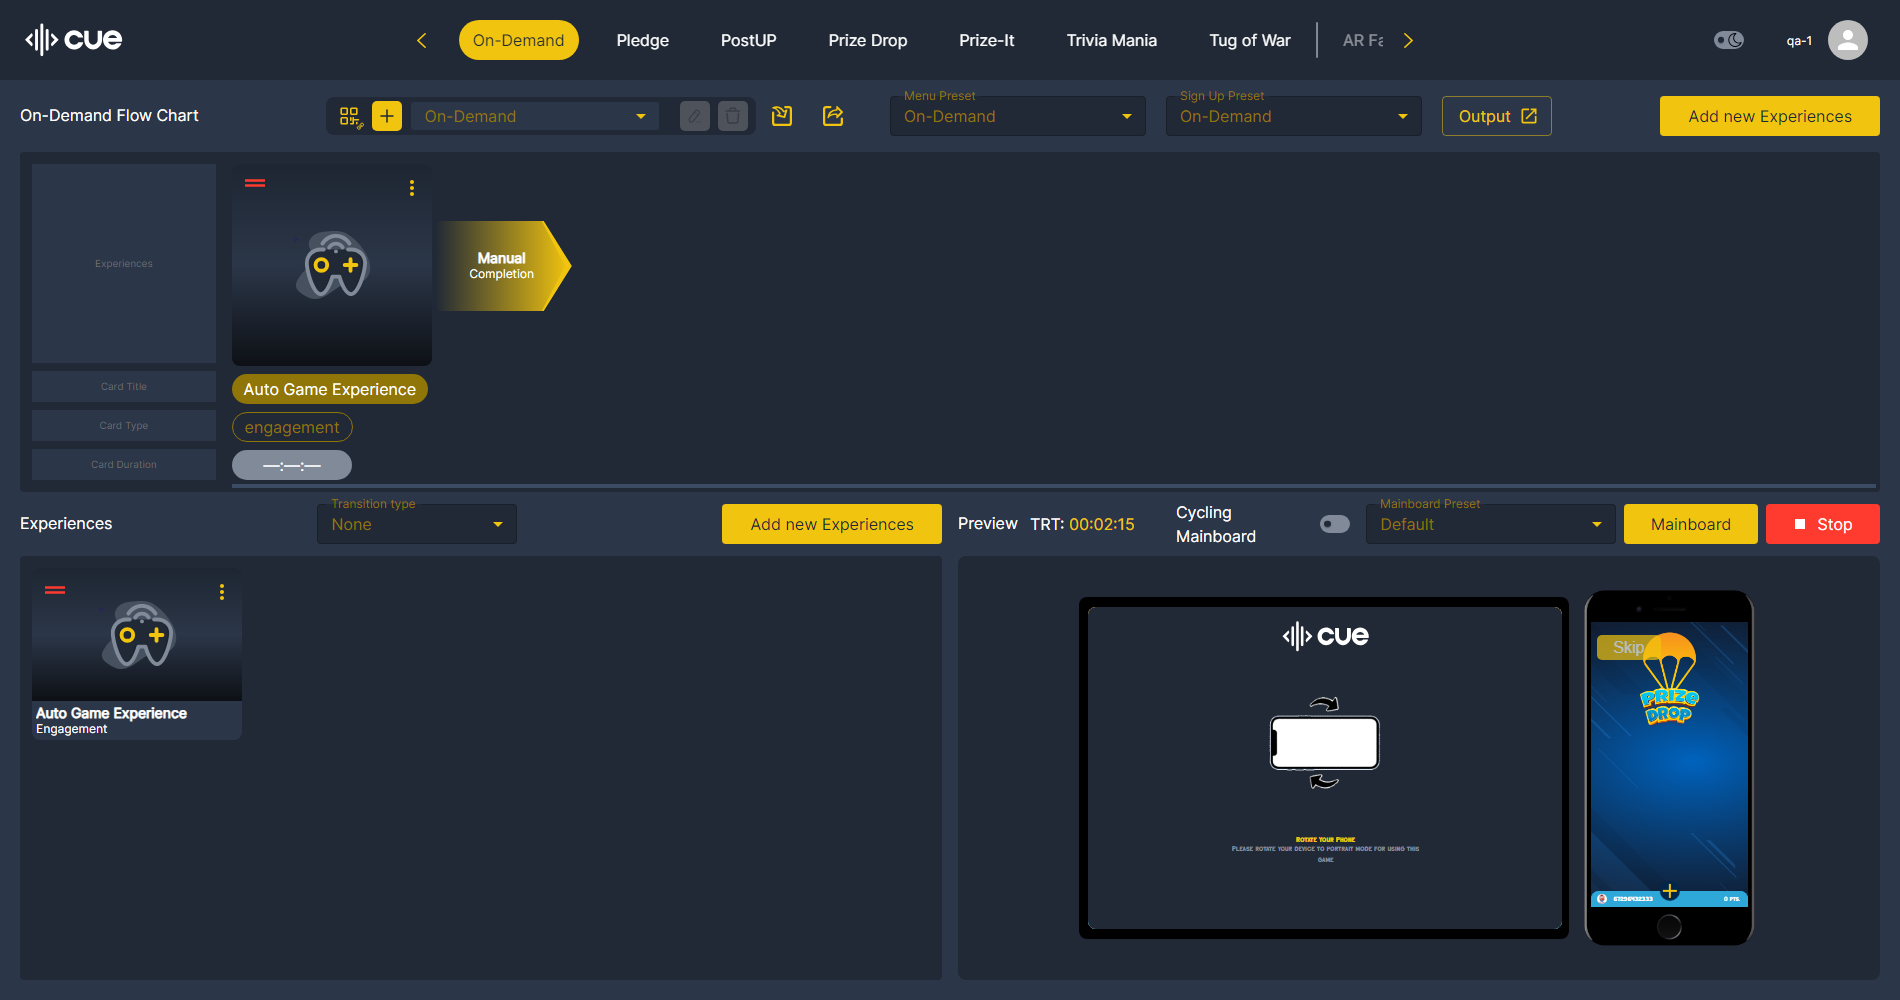 cue
On-Demand
Pledge
PostUP
Prize Drop
Prize-It
Trivia Mania
Tug of War
AR Fa
qa-1
On-Demand Flow Chart
On-Demand
Menu Preset
On-Demand
Sign Up Preset
On-Demand
Output
Add new Experiences
Experiences
Manual
Completion
Card Title
Auto Game Experience
Card Type
engagement
Card Duration
—:—:—
Experiences
Transition type
None
Add new Experiences
Preview
TRT: 00:02:15
Cycling
Mainboard
Mainboard Preset
Default
Mainboard
Stop
Auto Game Experience
Engagement
cue
Rotate Your Phone
Please rotate your device to portrait mode for using this
game
Skip
PRIZE
DROP
0 PTS.